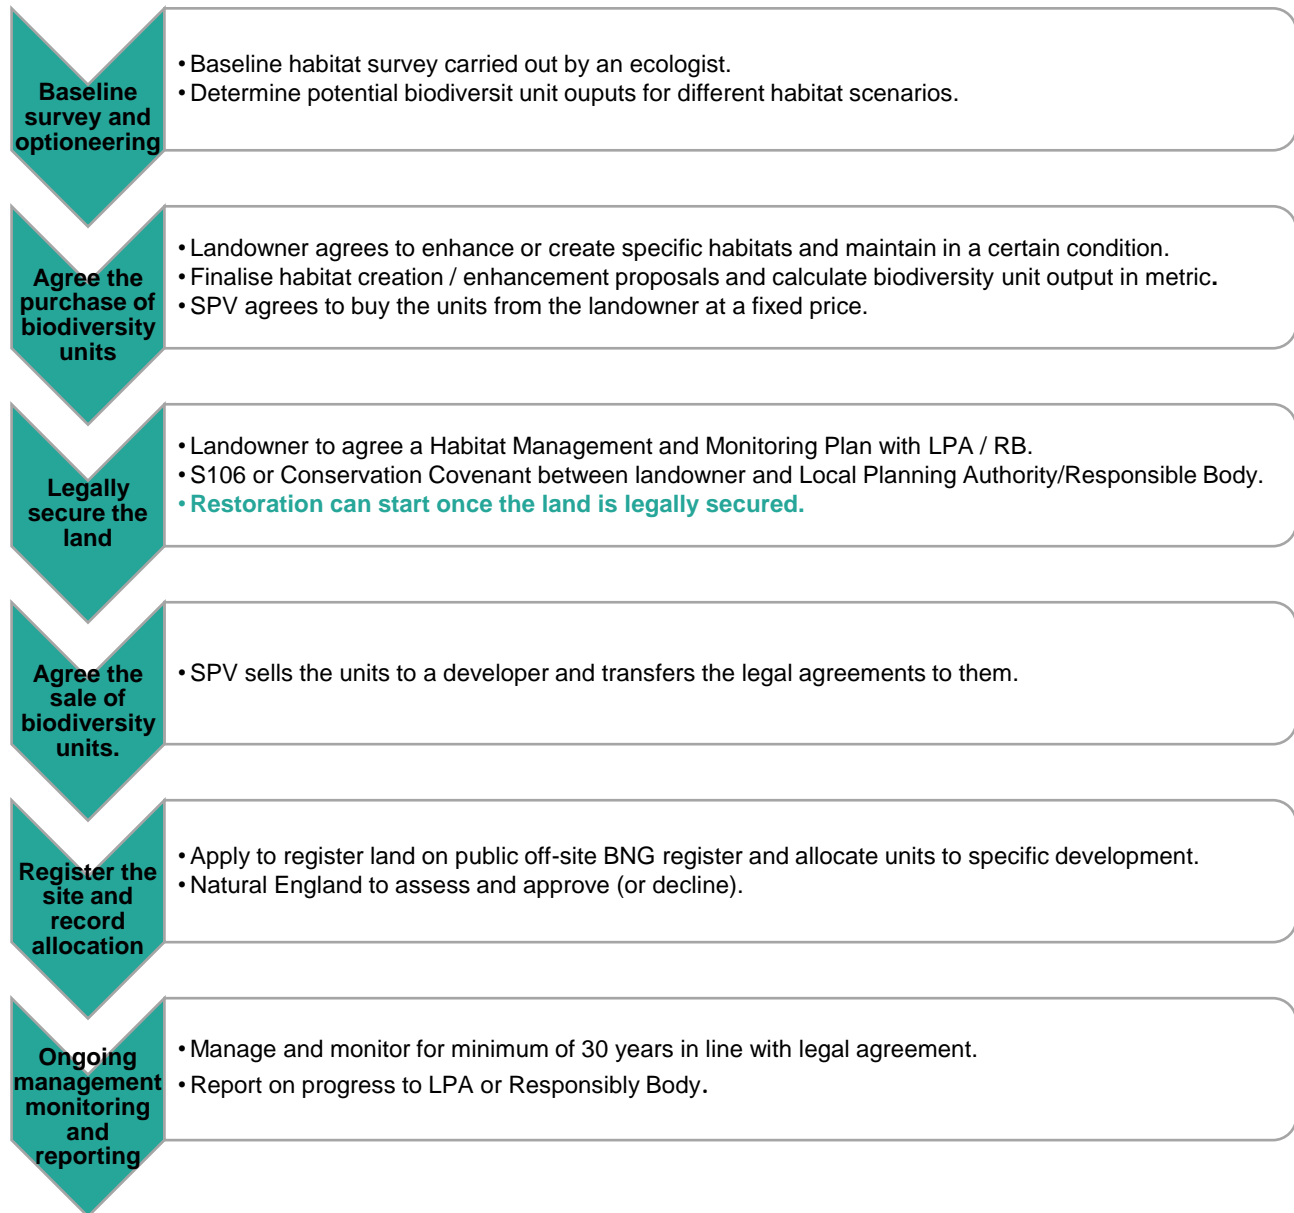 Baseline
survey and
optioneering
•Baseline habitat survey carried out by an ecologist.
•Determine potential biodiversit unit ouputs for different habitat scenarios.
Agree the
purchase of
biodiversity
units
•Landowner agrees to enhance or create specific habitats and maintain in a certain condition.
•Finalise habitat creation / enhancement proposals and calculate biodiversity unit output in metric.
•SPV agrees to buy the units from the landowner at a fixed price.
Legally
secure the
land
•Landowner to agree a Habitat Management and Monitoring Plan with LPA / RB.
•S106 or Conservation Covenant between landowner and Local Planning Authority/Responsible Body.
•Restoration can start once the land is legally secured.
Agree the
sale of
biodiversity
units.
•SPV sells the units to a developer and transfers the legal agreements to them.
Register the
site and
record
allocation
•Apply to register land on public off-site BNG register and allocate units to specific development.
•Natural England to assess and approve (or decline).
Ongoing
management
monitoring
and
reporting
•Manage and monitor for minimum of 30 years in line with legal agreement.
•Report on progress to LPA or Responsibly Body.